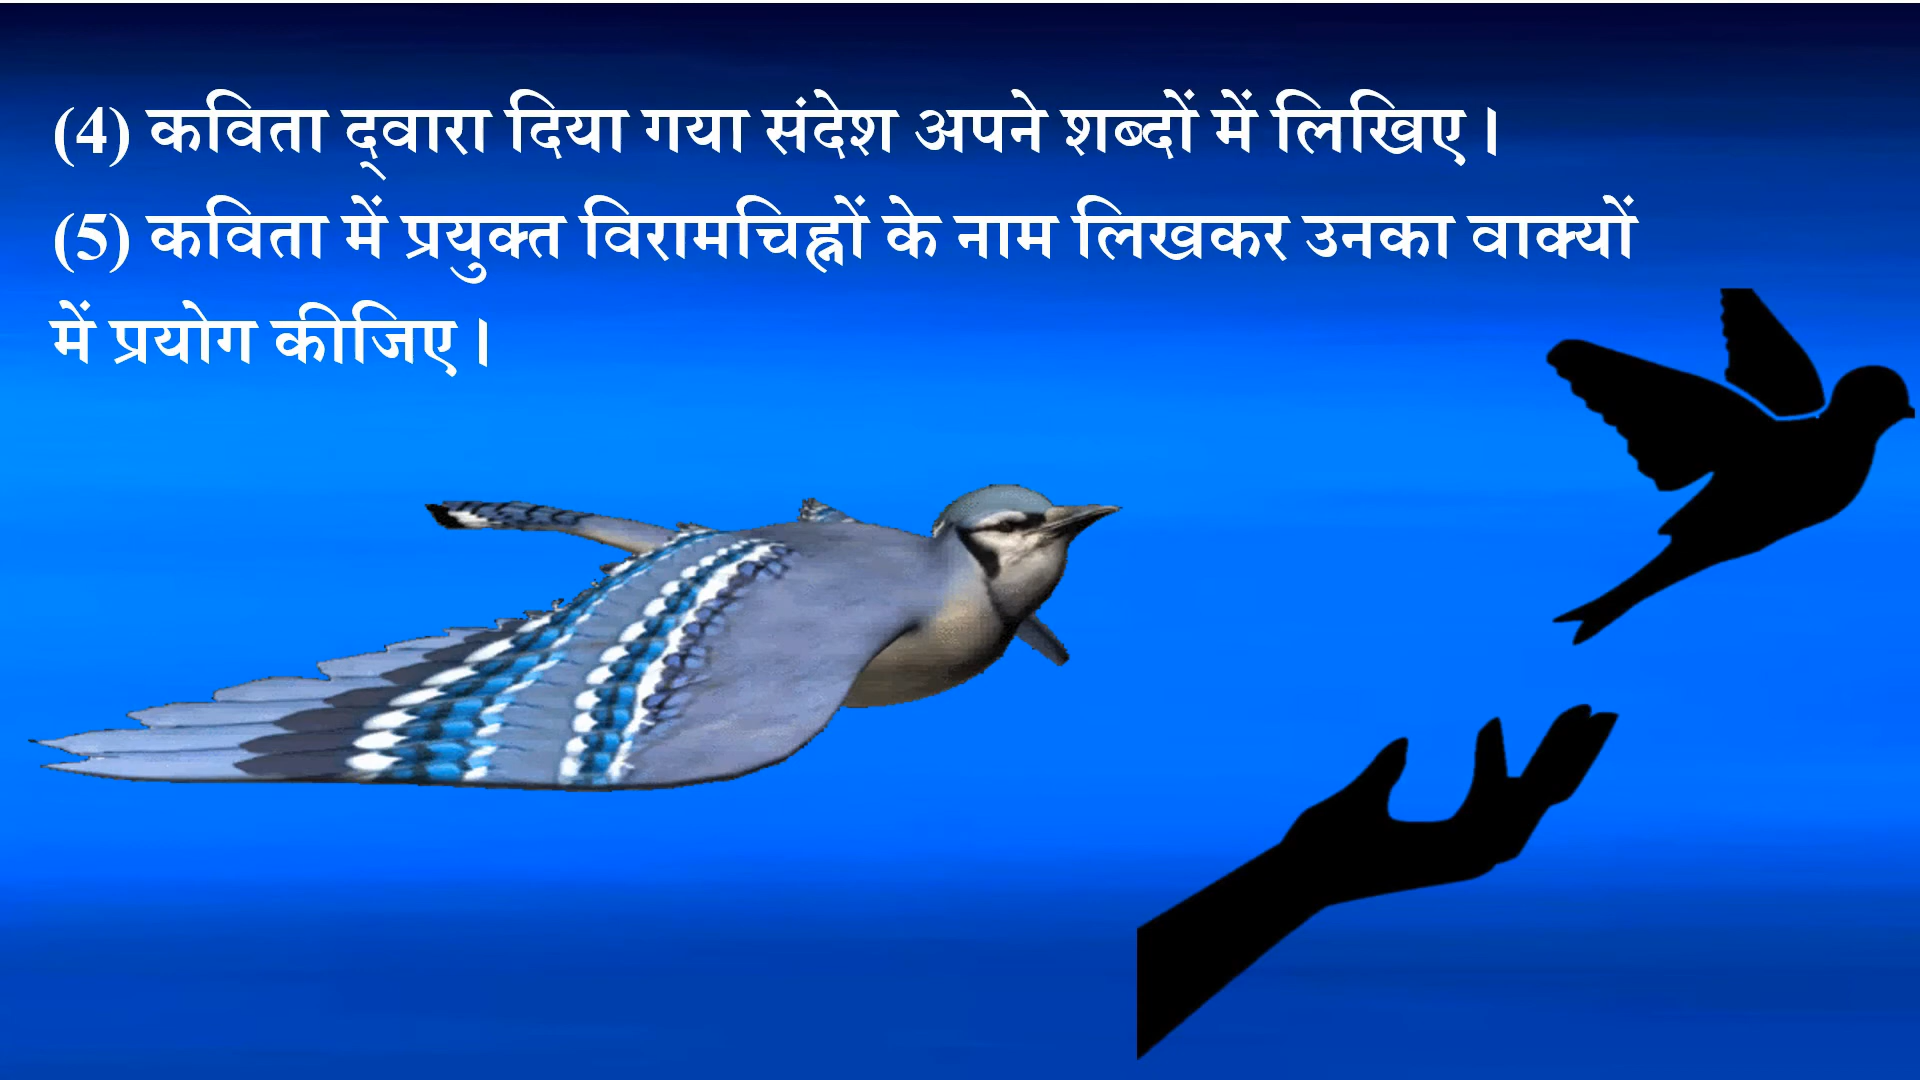 (4) कविता द्‌वारा दिया गया संदेश अपने शब्दों में लिखिए।
(5) कविता में प्रयुक्त विरामचिह्नों के नाम लिखकर उनका वाक्यों
में प्रयोग कीजिए।